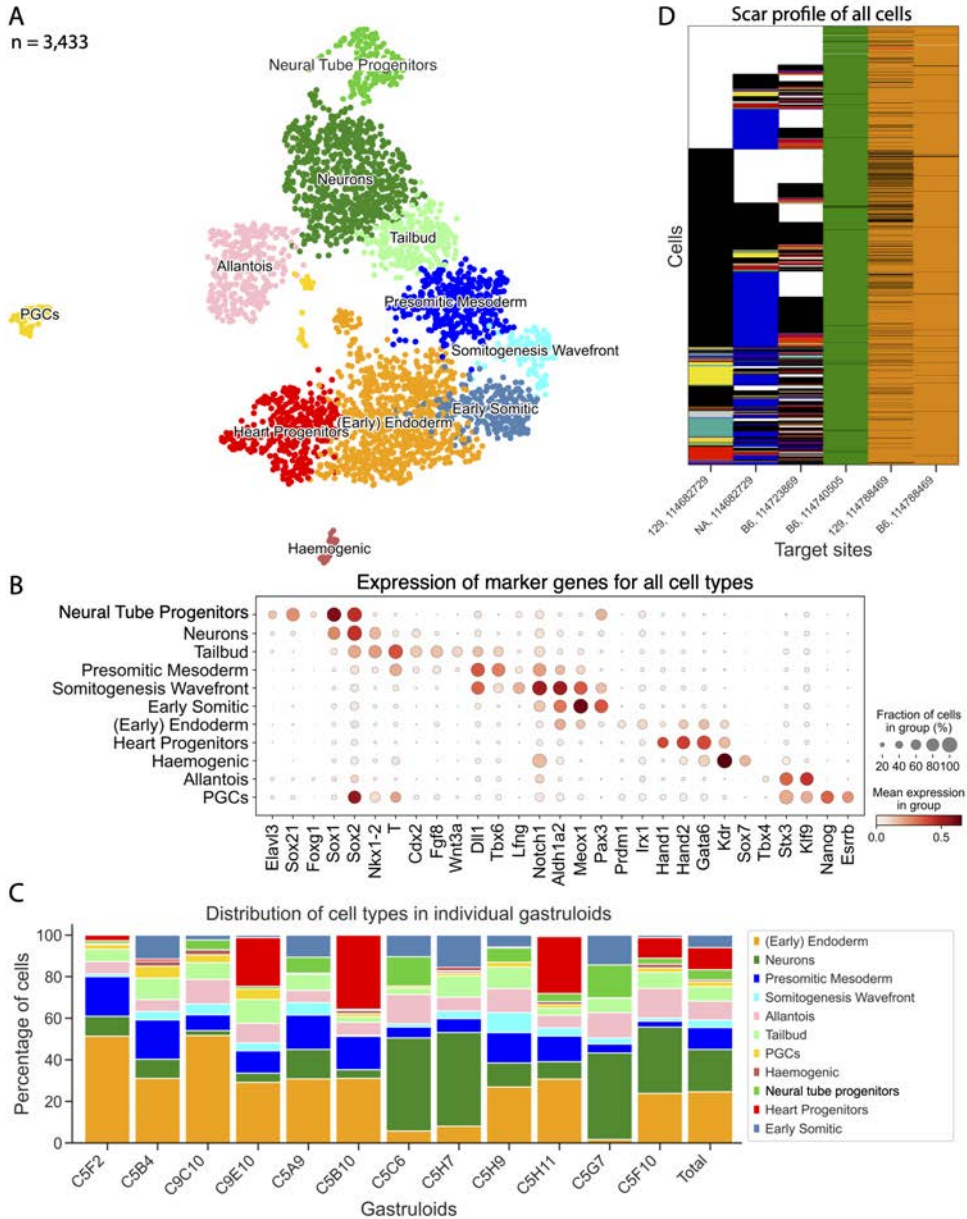 A
n = 3,433
Neural Tube Progenitors
Neurons
Tailbud
Allantois
Presomitic Mesoderm
PGCs
Somitogenesis Wavefront
Early Somitic
(Early) Endoderm
Heart Progenitors
Haemogenic
D
Scar profile of all cells
Cells
129, 114682729
NA, 114682729
B6, 114723869
B6, 114740505
129, 114788469
B6, 114788469
Target sites
B
Expression of marker genes for all cell types
Neural Tube Progenitors
Neurons
Tailbud
Presomitic Mesoderm
Somitogenesis Wavefront
Early Somitic
(Early) Endoderm
Heart Progenitors
Haemogenic
Allantois
PGCs
Elavl3
Sox21
Foxg1
Sox1
Sox2
Nkx1-2
T
Cdx2
Fgf8
Wnt3a
Dll1
Tbx6
Lfng
Notch1
Aldh1a2
Meox1
Pax3
Prdm1
Irx1
Hand1
Hand2
Gata6
Kdr
Sox7
Tbx4
Stx3
Klf9
Nanog
Esrrb
Fraction of cells
in group (%)
20 40 60 80 100
Mean expression
in group
0.0 0.5
C
Distribution of cell types in individual gastruloids
Percentage of cells
100
80
60
40
20
0
C5F2
C5B4
C9C10
C9E10
C5A9
C5B10
C5C6
C5H7
C5H9
C5H11
C5G7
C5F10
Total
Gastruloids
(Early) Endoderm
Neurons
Presomitic Mesoderm
Somitogenesis Wavefront
Allantois
Tailbud
PGCs
Haemogenic
Neural tube progenitors
Heart Progenitors
Early Somitic